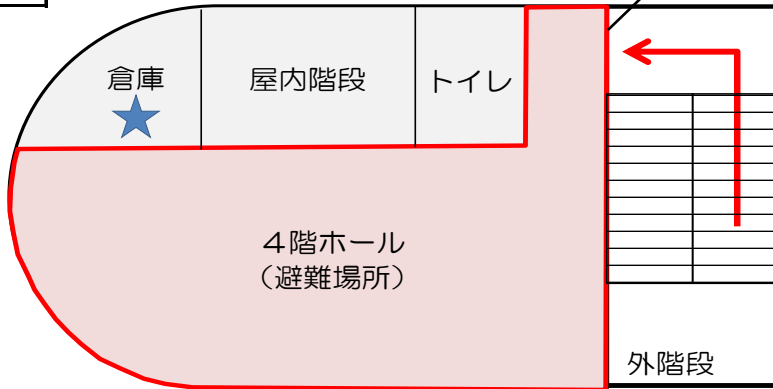 倉庫
屋内階段
トイレ
４階ホール
（避難場所）
外階段